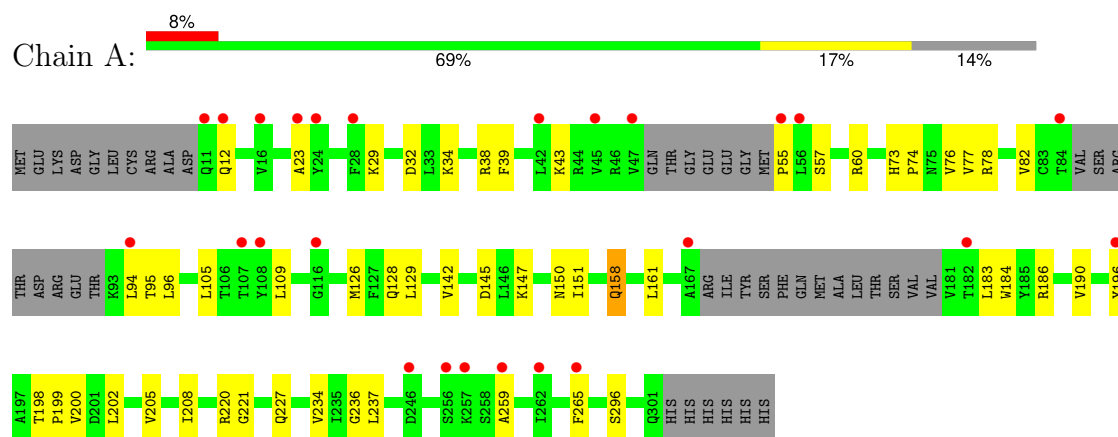 8%
Chain A:
69% 17% 14%
MET GLU LYS ASP GLY LEU CYS ARG ALA ASP Q11 Q12 V16 A23 Y24 F28 K29 D32 L33 K34 R38 F39 L42 K43 R44 V45 R46 V47 GLN THR GLY GLU GLU GLY MET P55 L56 S57 R60 H73 P74 N75 V76 V77 R78 V82 C83 T84 VAL SER ARG
THR ASP ARG GLU THR K93 L94 T95 L96 L105 T106 T107 Y108 L109 G116 M126 F127 Q128 L129 V142 D145 L146 K147 N150 I151 Q158 L161 A167 ARG ILE TYR SER PHE GLN MET ALA LEU THR SER VAL VAL V181 T182 L183 W184 Y185 R186 V190 Y196
A197 T198 P199 V200 D201 L202 V205 I208 R220 G221 Q227 V234 I235 G236 L237 D246 S256 K257 S258 A259 I262 F265 S296 Q301 HIS HIS HIS HIS HIS HIS